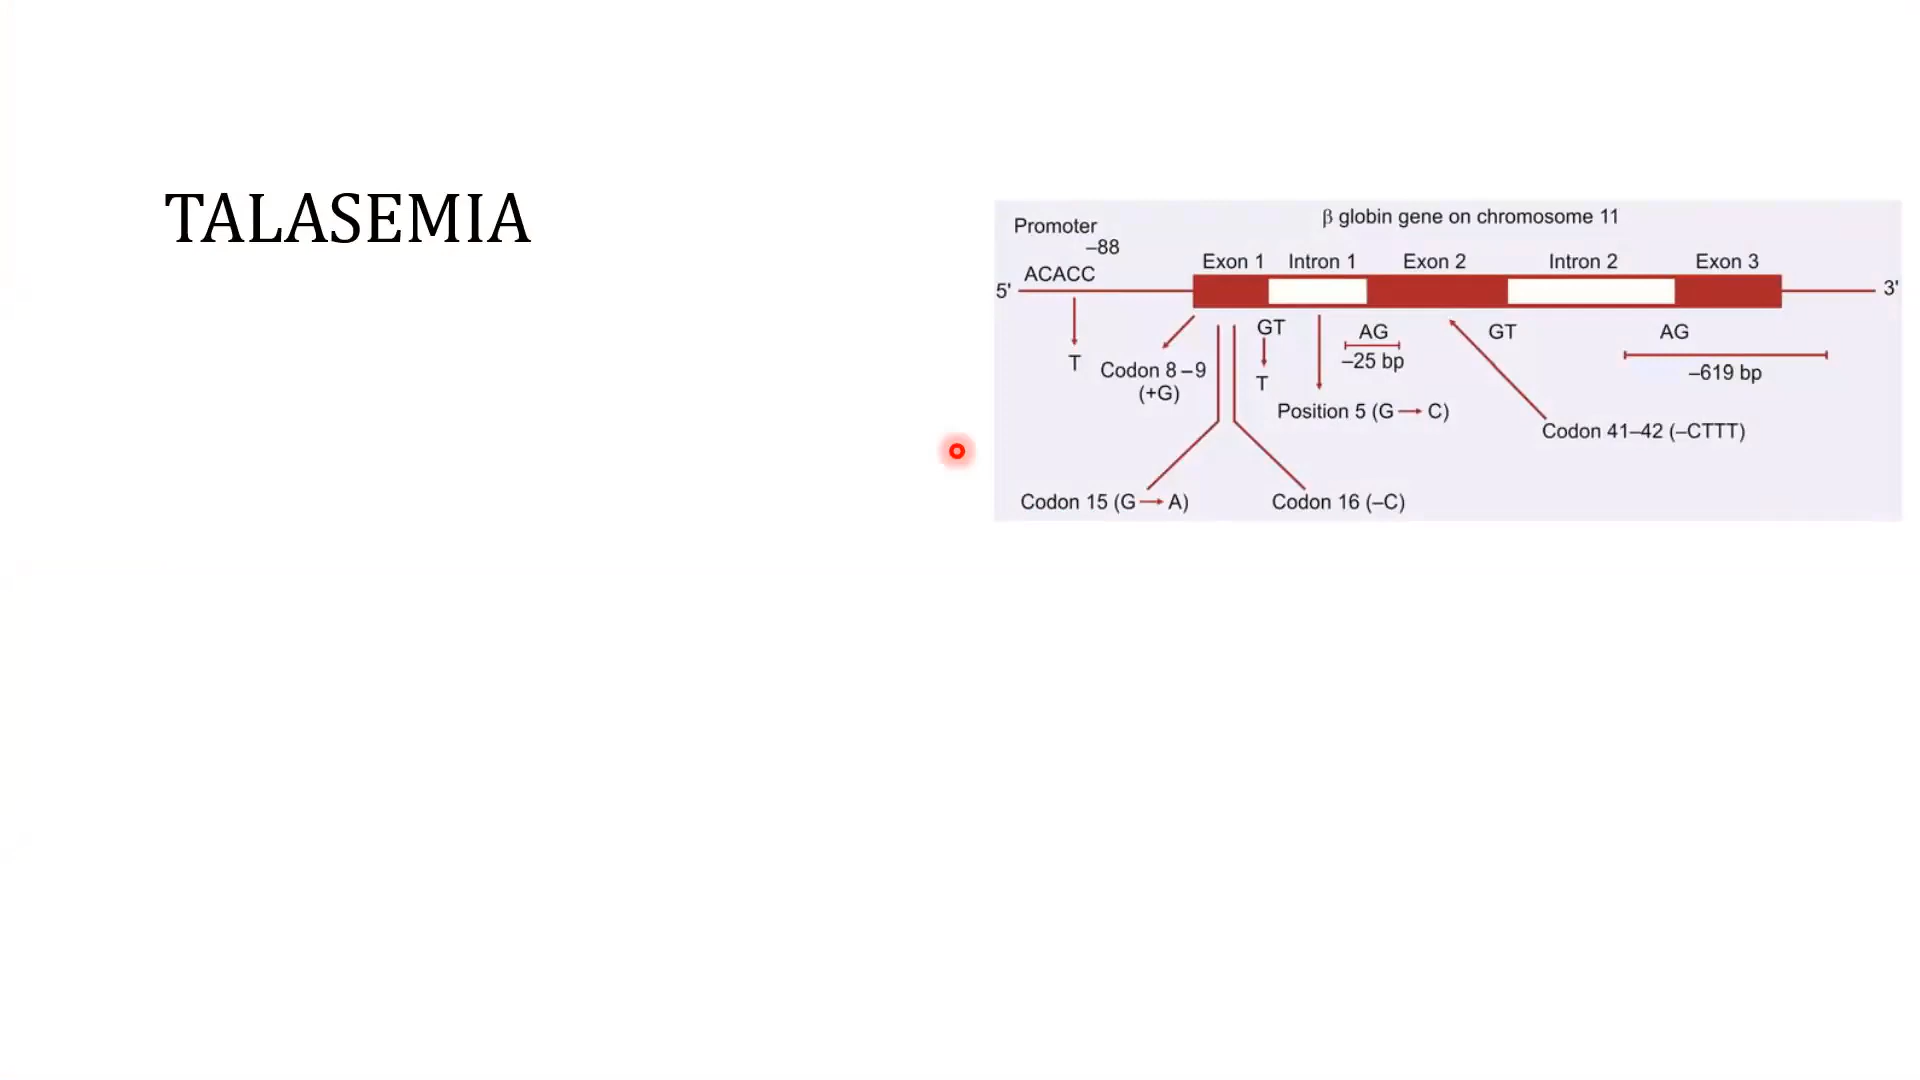 TALASEMIA
β globin gene on chromosome 11
Promoter
–88
ACACC
Exon 1 Intron 1 Exon 2 Intron 2 Exon 3
5' 3'
GT AG GT AG
T Codon 8–9 –25 bp –619 bp
(+G) T
Position 5 (G → C)
Codon 41–42 (–CTTT)
Codon 15 (G → A) Codon 16 (–C)